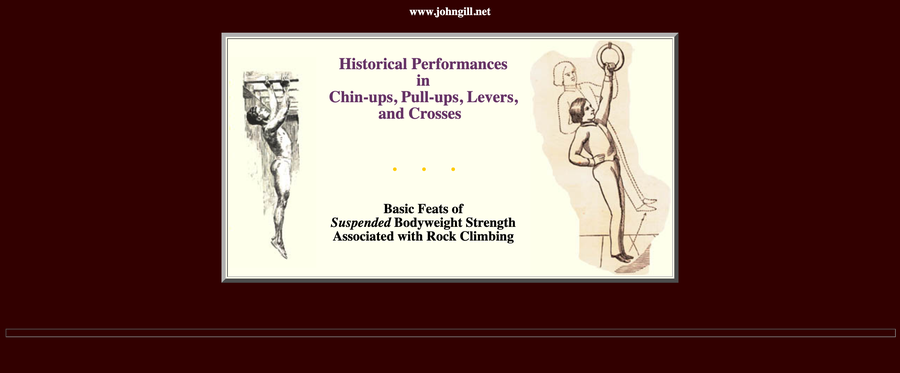 www.johngill.net
Historical Performances
in
Chin-ups, Pull-ups, Levers,
and Crosses
Basic Feats of
Suspended Bodyweight Strength
Associated with Rock Climbing